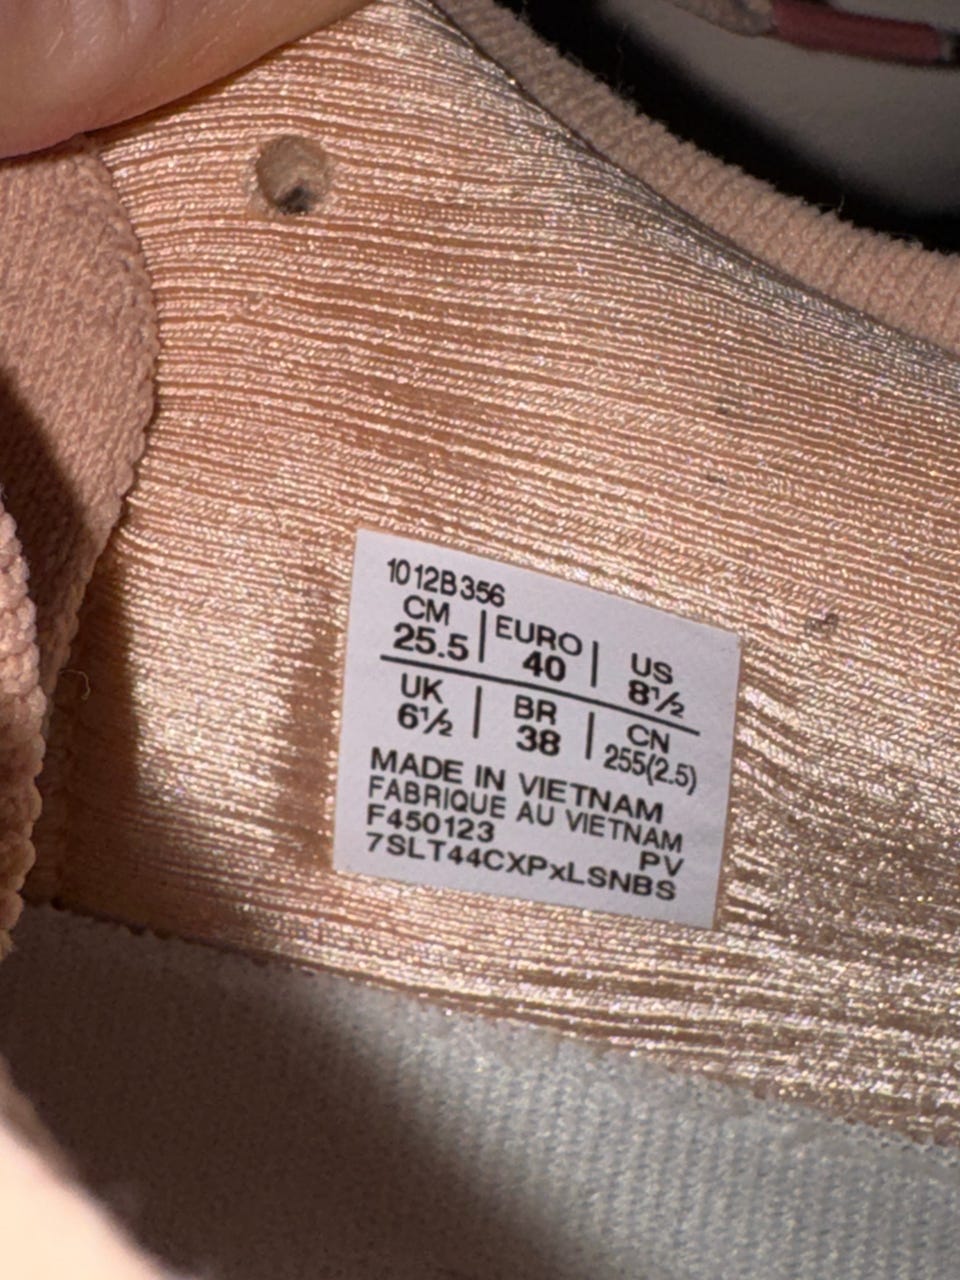 1012B356
CM | EURO | US
25.5 | 40 | 8½
UK | BR | CN
6½ | 38 | 255(2.5)
MADE IN VIETNAM
FABRIQUE AU VIETNAM
F450123 PV
7SLT44CXPxLSNBS